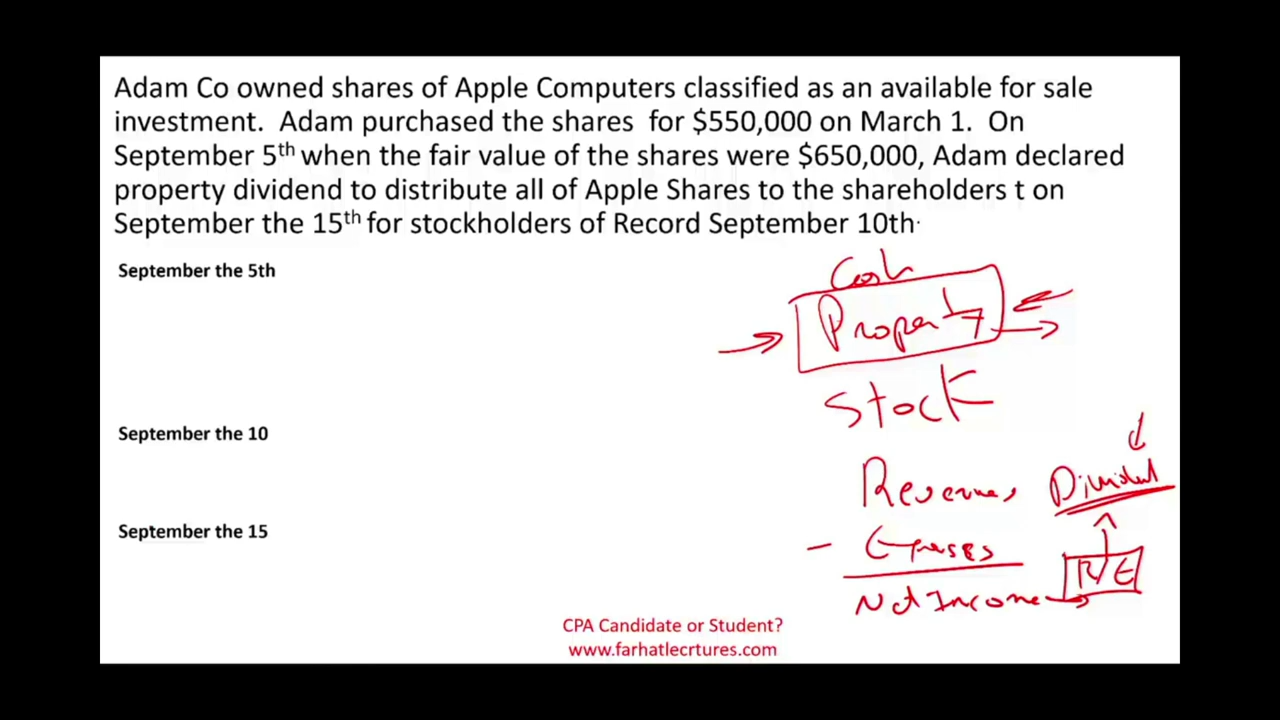 Adam Co owned shares of Apple Computers classified as an available for sale
investment. Adam purchased the shares for $550,000 on March 1. On
September 5th when the fair value of the shares were $650,000, Adam declared
property dividend to distribute all of Apple Shares to the shareholders t on
September the 15th for stockholders of Record September 10th.
September the 5th
Cash
Property
Stock
September the 10
Revenues Dividend
September the 15
- Expenses R/E
Net Income
CPA Candidate or Student?
www.farhatlecrtures.com